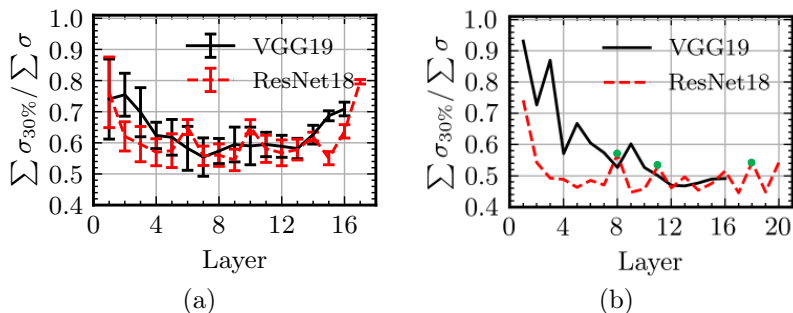 ∑ σ30%/ ∑ σ
1.0
0.9
0.8
0.7
0.6
0.5
0.4
VGG19
ResNet18
0 4 8 12 16
Layer
(a)
∑ σ30%/ ∑ σ
1.0
0.9
0.8
0.7
0.6
0.5
0.4
VGG19
ResNet18
0 4 8 12 16 20
Layer
(b)